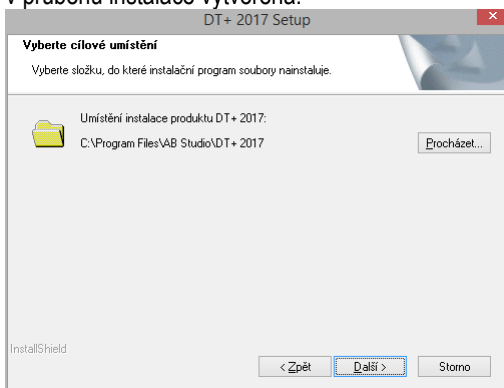 v průběhu instalace vytvořena.
DT+ 2017 Setup
Vyberte cílové umístění
Vyberte složku, do které instalační program soubory nainstaluje.
Umístění instalace produktu DT+ 2017:
C:\Program Files\AB Studio\DT+ 2017
Procházet...
InstallShield
< Zpět
Další >
Storno